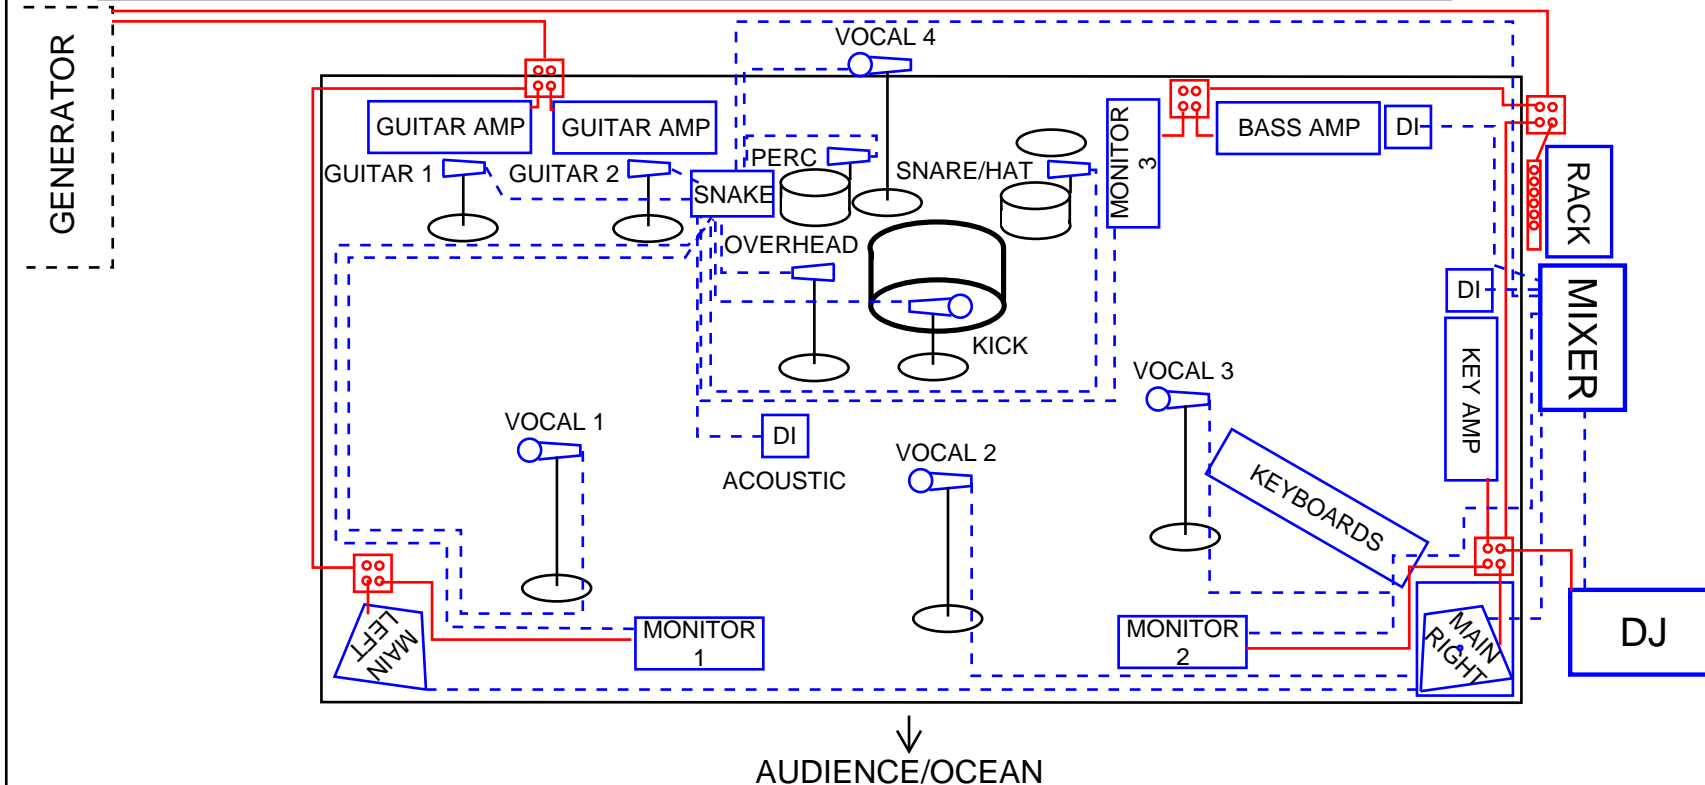 GENERATOR
VOCAL 4
GUITAR AMP
GUITAR AMP
MONITOR
3
BASS AMP
DI
GUITAR 1
GUITAR 2
SNAKE
PERC
SNARE/HAT
RACK
OVERHEAD
KICK
DI
MIXER
KEY AMP
VOCAL 3
VOCAL 1
DI
ACOUSTIC
VOCAL 2
KEYBOARDS
MAIN
LEFT
MONITOR
1
MONITOR
2
MAIN
RIGHT
DJ
AUDIENCE/OCEAN